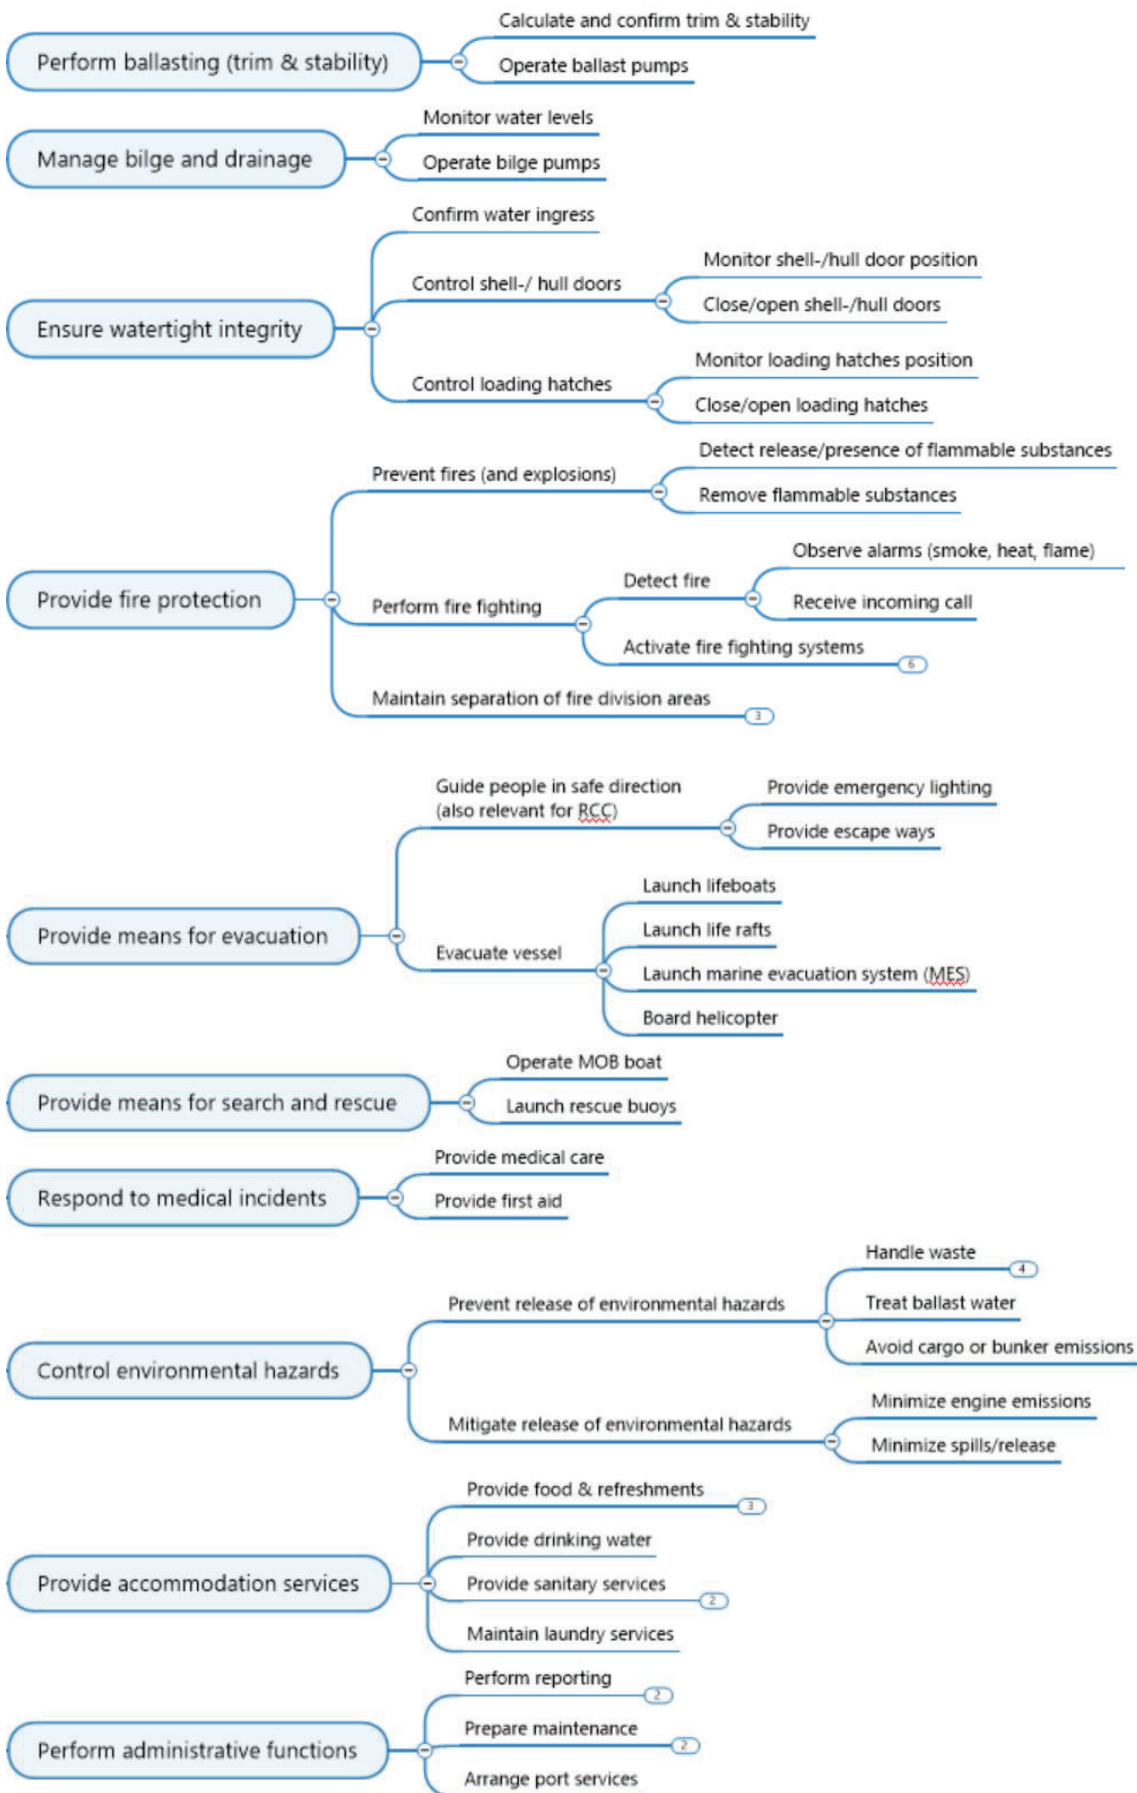 Perform ballasting (trim & stability)
Calculate and confirm trim & stability
Operate ballast pumps
Manage bilge and drainage
Monitor water levels
Operate bilge pumps
Ensure watertight integrity
Confirm water ingress
Control shell-/ hull doors
Monitor shell-/hull door position
Close/open shell-/hull doors
Control loading hatches
Monitor loading hatches position
Close/open loading hatches
Provide fire protection
Prevent fires (and explosions)
Detect release/presence of flammable substances
Remove flammable substances
Perform fire fighting
Detect fire
Observe alarms (smoke, heat, flame)
Receive incoming call
Activate fire fighting systems
6
Maintain separation of fire division areas
3
Provide means for evacuation
Guide people in safe direction
(also relevant for RCC)
Provide emergency lighting
Provide escape ways
Evacuate vessel
Launch lifeboats
Launch life rafts
Launch marine evacuation system (MES)
Board helicopter
Provide means for search and rescue
Operate MOB boat
Launch rescue buoys
Respond to medical incidents
Provide medical care
Provide first aid
Control environmental hazards
Prevent release of environmental hazards
Handle waste
4
Treat ballast water
Avoid cargo or bunker emissions
Mitigate release of environmental hazards
Minimize engine emissions
Minimize spills/release
Provide accommodation services
Provide food & refreshments
3
Provide drinking water
Provide sanitary services
2
Maintain laundry services
Perform administrative functions
Perform reporting
2
Prepare maintenance
2
Arrange port services